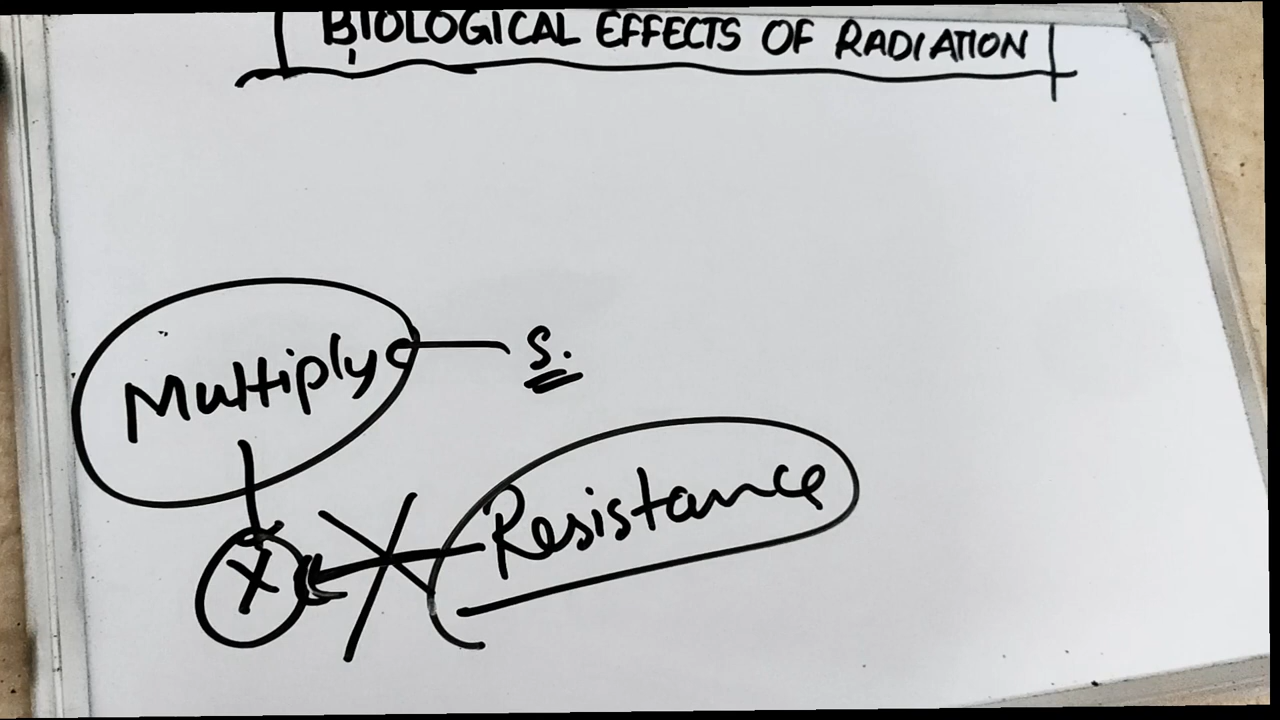 BIOLOGICAL EFFECTS OF RADIATION
Multiply
S.
Resistance
X